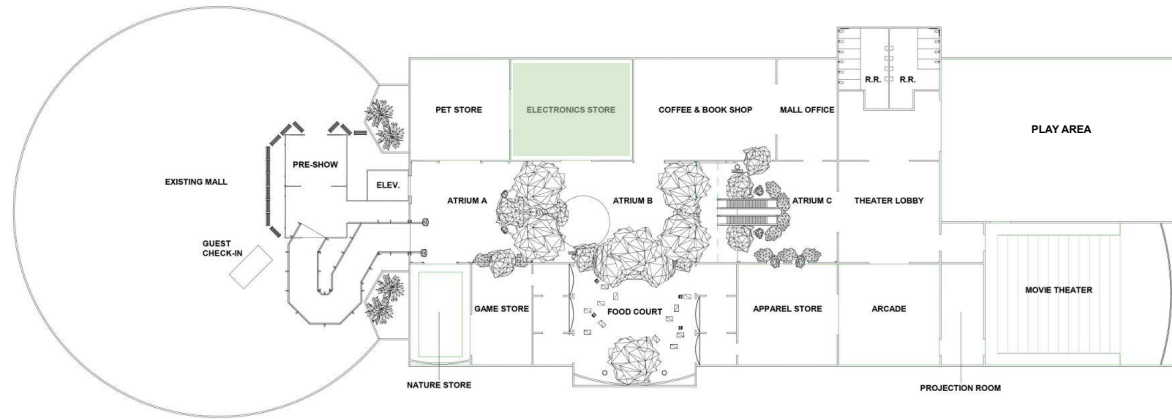 R.R.
R.R.
PET STORE
ELECTRONICS STORE
COFFEE & BOOK SHOP
MALL OFFICE
PLAY AREA
PRE-SHOW
EXISTING MALL
ELEV.
ATRIUM A
ATRIUM B
ATRIUM C
THEATER LOBBY
GUEST
CHECK-IN
GAME STORE
FOOD COURT
APPAREL STORE
ARCADE
MOVIE THEATER
NATURE STORE
PROJECTION ROOM